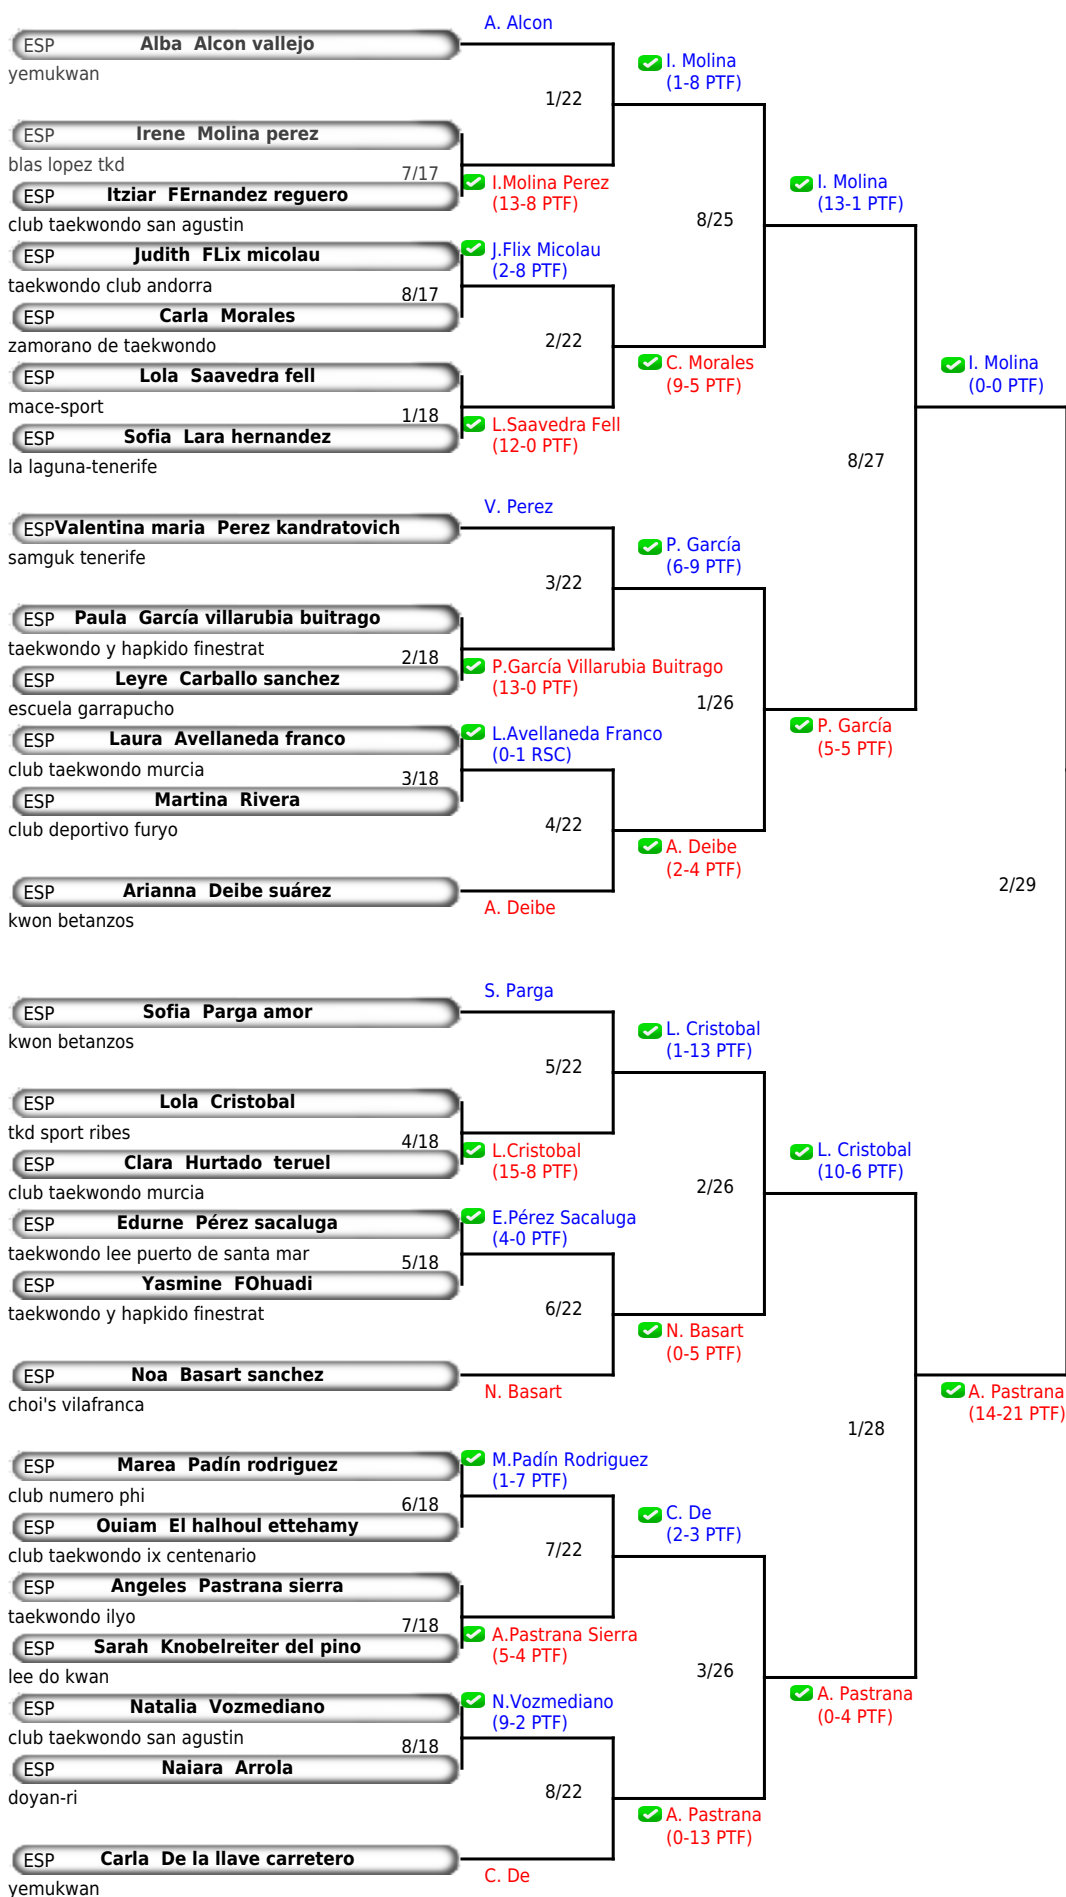 A. Alcon
ESP Alba Alcon vallejo
yemukwan
I. Molina
(1-8 PTF)
1/22
ESP Irene Molina perez
blas lopez tkd
7/17
I.Molina Perez
(13-8 PTF)
I. Molina
(13-1 PTF)
ESP Itziar FErnandez reguero
club taekwondo san agustin
8/25
ESP Judith FLix micolau
J.Flix Micolau
(2-8 PTF)
taekwondo club andorra
8/17
ESP Carla Morales
zamorano de taekwondo
2/22
C. Morales
(9-5 PTF)
I. Molina
(0-0 PTF)
ESP Lola Saavedra fell
mace-sport
1/18
L.Saavedra Fell
(12-0 PTF)
ESP Sofia Lara hernandez
la laguna-tenerife
8/27
V. Perez
ESP Valentina maria Perez kandratovich
samguk tenerife
P. García
(6-9 PTF)
3/22
ESP Paula García villarubia buitrago
taekwondo y hapkido finestrat
2/18
P.García Villarubia Buitrago
(13-0 PTF)
ESP Leyre Carballo sanchez
escuela garrapucho
1/26
P. García
(5-5 PTF)
ESP Laura Avellaneda franco
L.Avellaneda Franco
(0-1 RSC)
club taekwondo murcia
3/18
ESP Martina Rivera
club deportivo furyo
4/22
A. Deibe
(2-4 PTF)
ESP Arianna Deibe suárez
A. Deibe
kwon betanzos
2/29
S. Parga
ESP Sofia Parga amor
kwon betanzos
L. Cristobal
(1-13 PTF)
5/22
ESP Lola Cristobal
tkd sport ribes
4/18
L.Cristobal
(15-8 PTF)
L. Cristobal
(10-6 PTF)
ESP Clara Hurtado teruel
club taekwondo murcia
2/26
ESP Edurne Pérez sacaluga
E.Pérez Sacaluga
(4-0 PTF)
taekwondo lee puerto de santa mar
5/18
ESP Yasmine FOhuadi
taekwondo y hapkido finestrat
6/22
N. Basart
(0-5 PTF)
ESP Noa Basart sanchez
N. Basart
choi's vilafranca
A. Pastrana
(14-21 PTF)
1/28
ESP Marea Padín rodriguez
M.Padín Rodriguez
(1-7 PTF)
club numero phi
6/18
ESP Ouiam El halhoul ettehamy
club taekwondo ix centenario
C. De
(2-3 PTF)
7/22
ESP Angeles Pastrana sierra
taekwondo ilyo
7/18
A.Pastrana Sierra
(5-4 PTF)
ESP Sarah Knobelreiter del pino
lee do kwan
3/26
A. Pastrana
(0-4 PTF)
ESP Natalia Vozmediano
N.Vozmediano
(9-2 PTF)
club taekwondo san agustin
8/18
ESP Naiara Arrola
doyan-ri
8/22
A. Pastrana
(0-13 PTF)
ESP Carla De la llave carretero
C. De
yemukwan